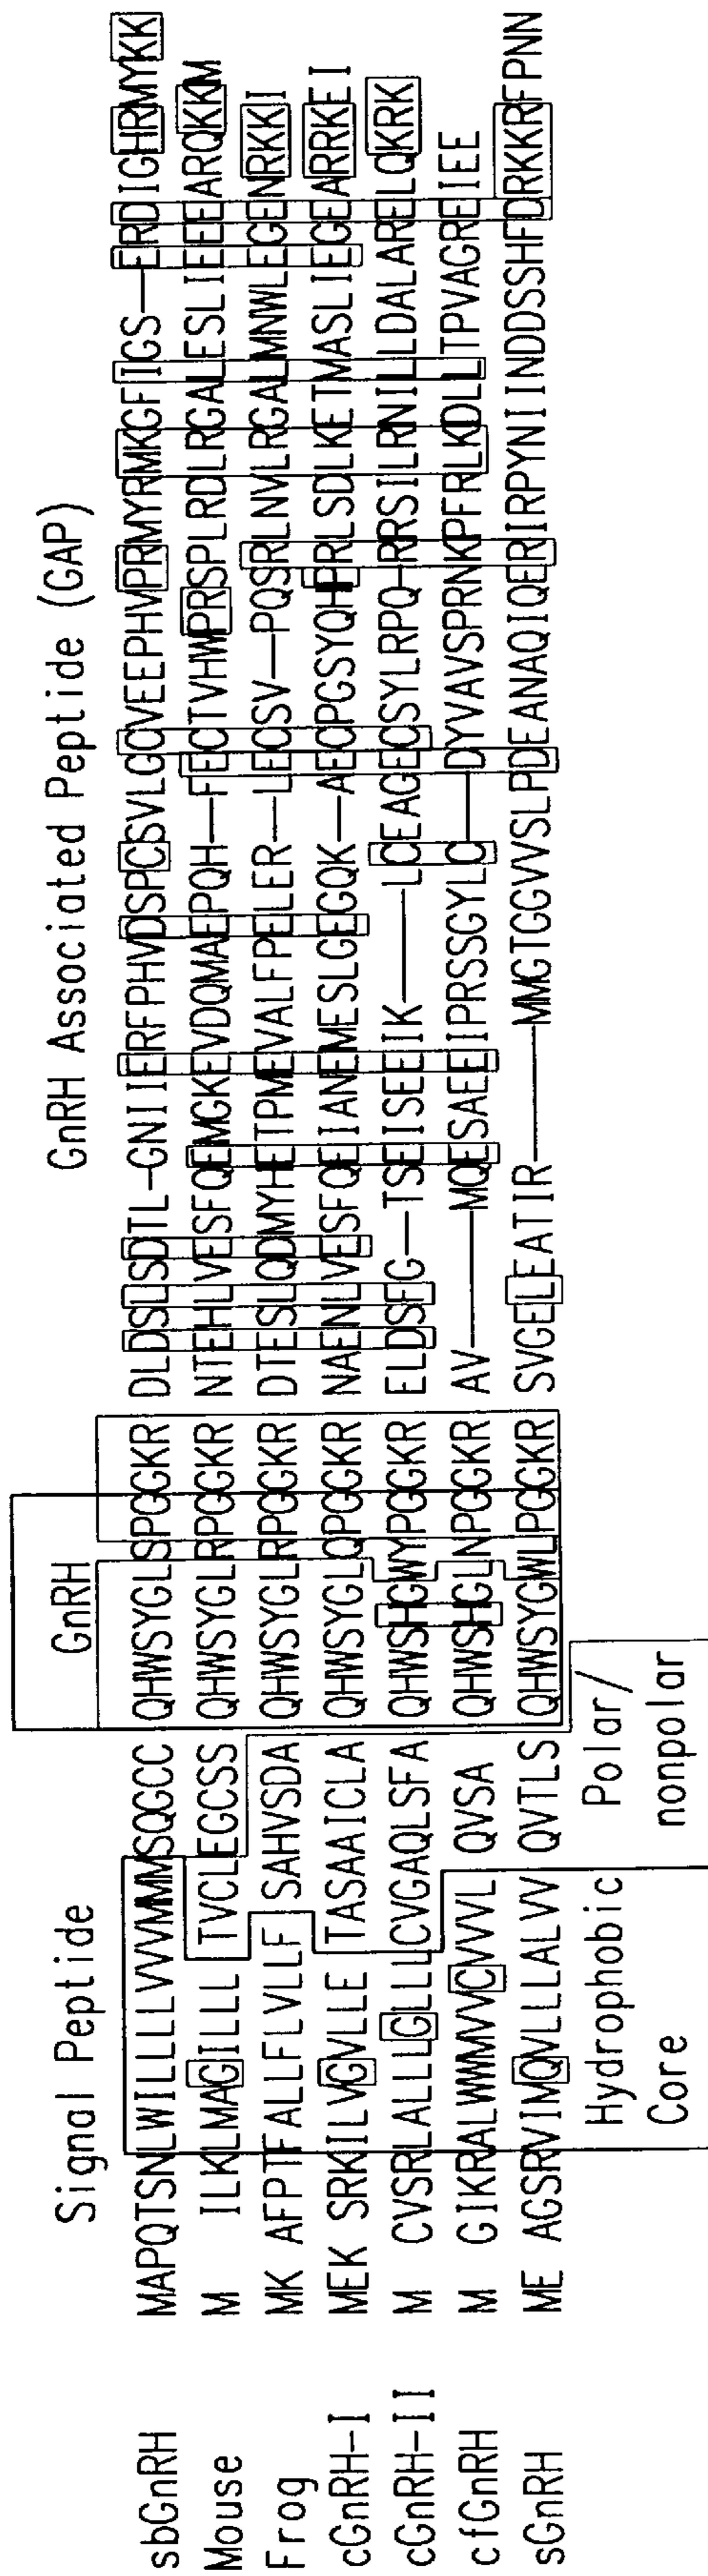 Signal Peptide GnRH GnRH Associated Peptide (GAP)
sbGnRH MAPQTSNLWILLLLVVVMMMSQGCC QHWSYGLSPGGKR DLDSLSDTL-GNIIERFPHVDSPCSVLGCVEEPHVPRMYRMKGFIGS—ERDIGHRMYKK
Mouse M ILKLMAGILLL TVCLEGCSS QHWSYGLRPGGKR NTEHLVESFQEMGKEVDQMAEPQH—FECTVHWPRSPLRDLRGALESLIEEEARQKKM
Frog MK AFPTFALLFLVLLF SAHVSDA QHWSYGLRPGGKR DTESLQDMYHETPMEVALFPELER—LECSV—PQSRLNVLRGALMNWLEGENRKKI
cGnRH-I MEK SRKILVGVLLE TASAAICLA QHWSYGLQPGGKR NAENLVESFQEIANEMESLGEGQK—AECPGSYQHPRLSDLKETMASLIEGEARRKEI
cGnRH-II M CVSRLALLLGLLLCVGAQLSFA QHWSHGWYPGGKR ELDSFG—TSEISEEIK—LCEAGECSYLRPQ-RRSILRNILLDALARELQKRK
cfGnRH M GIKRALWWMVVCVVVL QVSA QHWSHGLNPGGKR AV—MQESAEEIPRSSGYLC—DYVAVSPRNKPFRLKDLLTPVAGREIEE
sGnRH ME AGSRVIMQVLLLALVV QVTLS QHWSYGWLPGGKR SVGELEATIR—MMGTGGVVSLPDEANAQIQERIRPYNIINDDSSHFDRKKRFPNN
Hydrophobic Core
Polar/ nonpolar